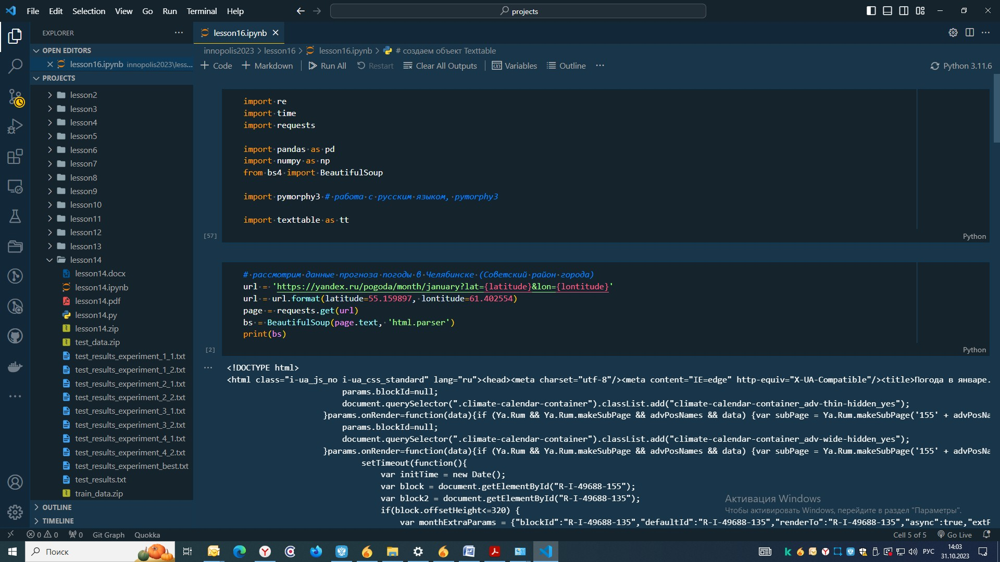 File Edit Selection View Go Run Terminal Help
projects
EXPLORER
lesson16.ipynb
OPEN EDITORS
innopolis2023 > lesson16 > lesson16.ipynb > # создаем объект Texttable
lesson16.ipynb innopolis2023\less...
Code Markdown Run All Restart Clear All Outputs Variables Outline ...
Python 3.11.6
PROJECTS
lesson2
lesson3
lesson4
lesson5
lesson6
lesson7
lesson8
lesson9
lesson10
lesson11
lesson12
lesson13
lesson14
lesson14.docx
lesson14.ipynb
lesson14.pdf
lesson14.py
lesson14.zip
test_data.zip
test_results_experiment_1_1.txt
test_results_experiment_1_2.txt
test_results_experiment_2_1.txt
test_results_experiment_2_2.txt
test_results_experiment_3_1.txt
test_results_experiment_3_2.txt
test_results_experiment_4_1.txt
test_results_experiment_4_2.txt
test_results_experiment_best.txt
test_results.txt
train_data.zip
OUTLINE
TIMELINE
import re
import time
import requests
import pandas as pd
import numpy as np
from bs4 import BeautifulSoup
import pymorphy3 # работа с русским языком, pymorphy3
import texttable as tt
[57]
Python
# рассмотрим данные прогноза погоды в Челябинске (Советский район города)
url = 'https://yandex.ru/pogoda/month/january?lat={latitude}&lon={lontitude}'
url = url.format(latitude=55.159897, lontitude=61.402554)
page = requests.get(url)
bs = BeautifulSoup(page.text, 'html.parser')
print(bs)
[2]
Python
<!DOCTYPE html>
<html class="i-ua_js_no i-ua_css_standard" lang="ru"><head><meta charset="utf-8"/><meta content="IE=edge" http-equiv="X-UA-Compatible"/><title>Погода в январе.
params.blockId=null;
document.querySelector(".climate-calendar-container").classList.add("climate-calendar-container_adv-thin-hidden_yes");
}params.onRender=function(data){if (Ya.Rum && Ya.Rum.makeSubPage && advPosNames && data) {var subPage = Ya.Rum.makeSubPage('155' + advPosNa
params.blockId=null;
document.querySelector(".climate-calendar-container").classList.add("climate-calendar-container_adv-wide-hidden_yes");
}params.onRender=function(data){if (Ya.Rum && Ya.Rum.makeSubPage && advPosNames && data) {var subPage = Ya.Rum.makeSubPage('155' + advPosNa
setTimeout(function(){
var initTime = new Date();
var block = document.getElementById("R-I-49688-155");
var block2 = document.getElementById("R-I-49688-135");
if(block.offsetHeight<=320) {
var monthExtraParams = {"blockId":"R-I-49688-135","defaultId":"R-I-49688-135","renderTo":"R-I-49688-135","async":true,"extP
Активация Windows
Чтобы активировать Windows, перейдите в раздел "Параметры".
0 0 0 Git Graph Quokka
Cell 5 of 5 Go Live
Поиск
РУС
14:03
31.10.2023